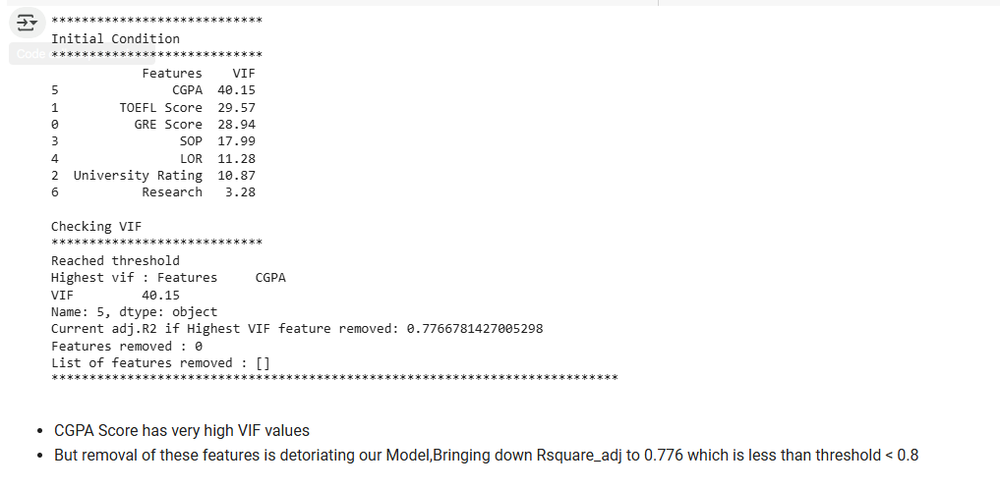 ****************************
Initial Condition
Code
****************************
Features VIF
5 CGPA 40.15
1 TOEFL Score 29.57
0 GRE Score 28.94
3 SOP 17.99
4 LOR 11.28
2 University Rating 10.87
6 Research 3.28
Checking VIF
****************************
Reached threshold
Highest vif : Features CGPA
VIF 40.15
Name: 5, dtype: object
Current adj.R2 if Highest VIF feature removed: 0.7766781427005298
Features removed : 0
List of features removed : []
***************************************************************************
• CGPA Score has very high VIF values
• But removal of these features is detoriating our Model,Bringing down Rsquare_adj to 0.776 which is less than threshold < 0.8